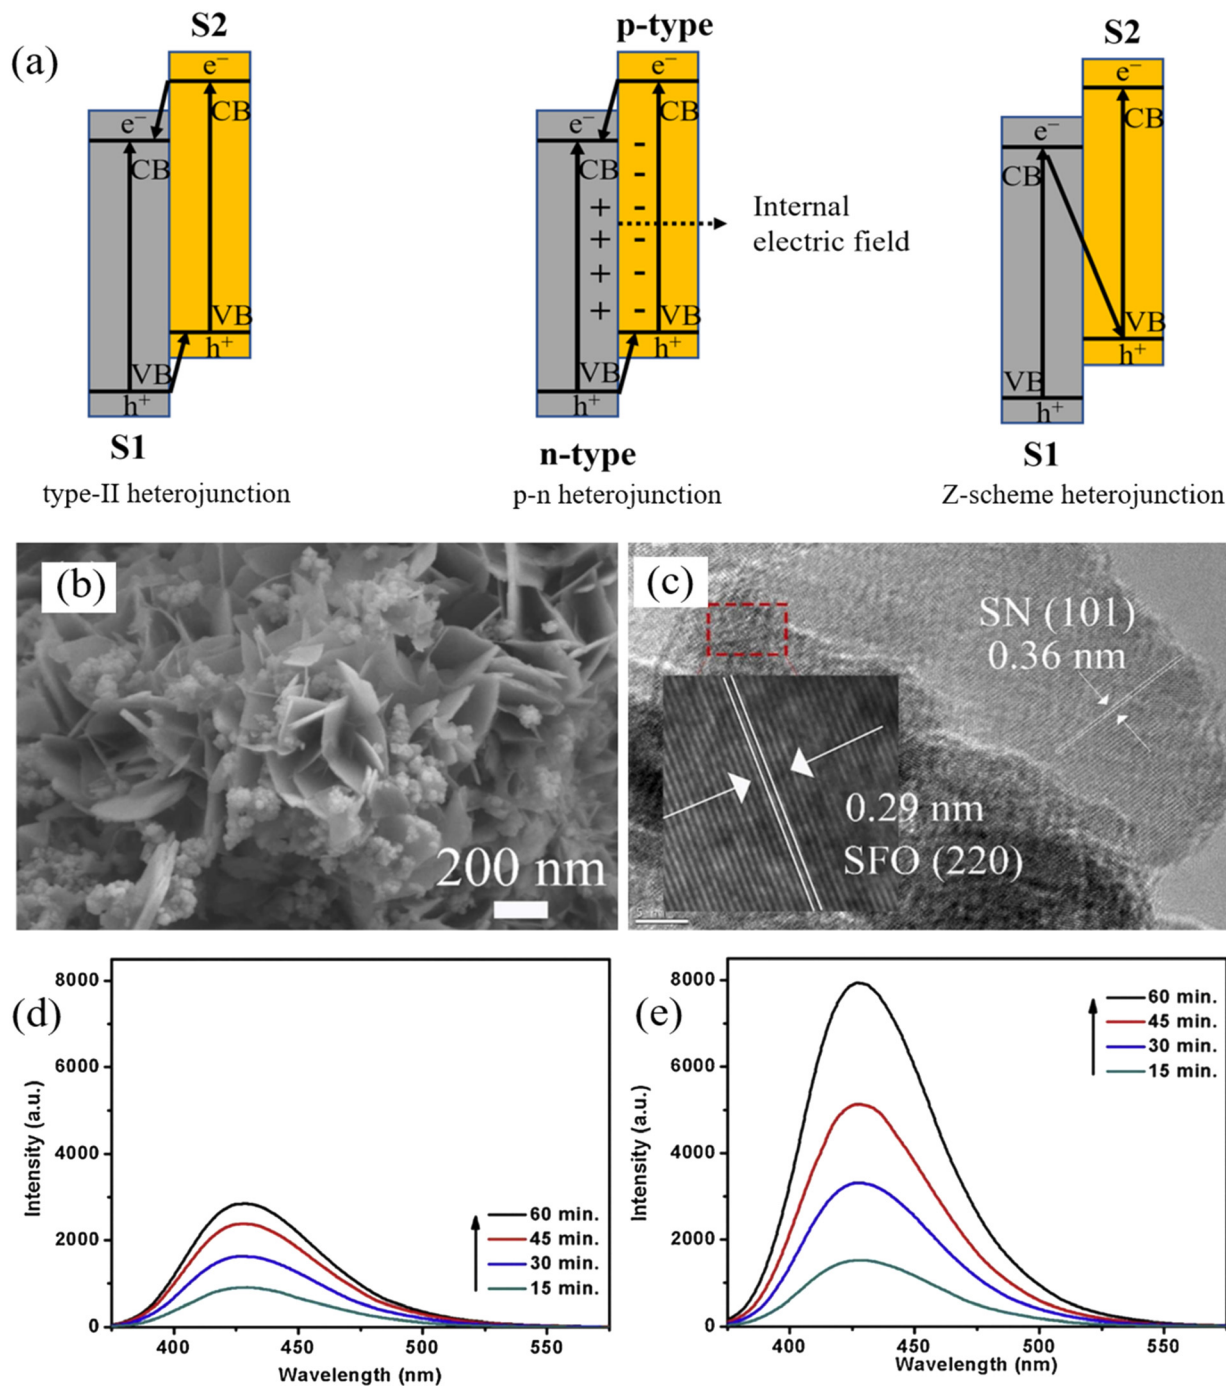 (a)
S2
e⁻
CB
e⁻
CB
VB
h⁺
VB
h⁺
S1
type-II heterojunction
p-type
e⁻
CB
e⁻
CB
- 
-
+ -
+ -
+ -
+ -
VB
h⁺
VB
h⁺
n-type
p-n heterojunction
Internal
electric field
S2
e⁻
CB
e⁻
CB
VB
h⁺
VB
h⁺
S1
Z-scheme heterojunction
(b)
200 nm
(c)
SN (101)
0.36 nm
0.29 nm
SFO (220)
(d)
Intensity (a.u.)
8000
6000
4000
2000
0
60 min.
45 min.
30 min.
15 min.
400 450 500 550
Wavelength (nm)
(e)
Intensity (a.u.)
8000
6000
4000
2000
0
60 min.
45 min.
30 min.
15 min.
400 450 500 550
Wavelength (nm)